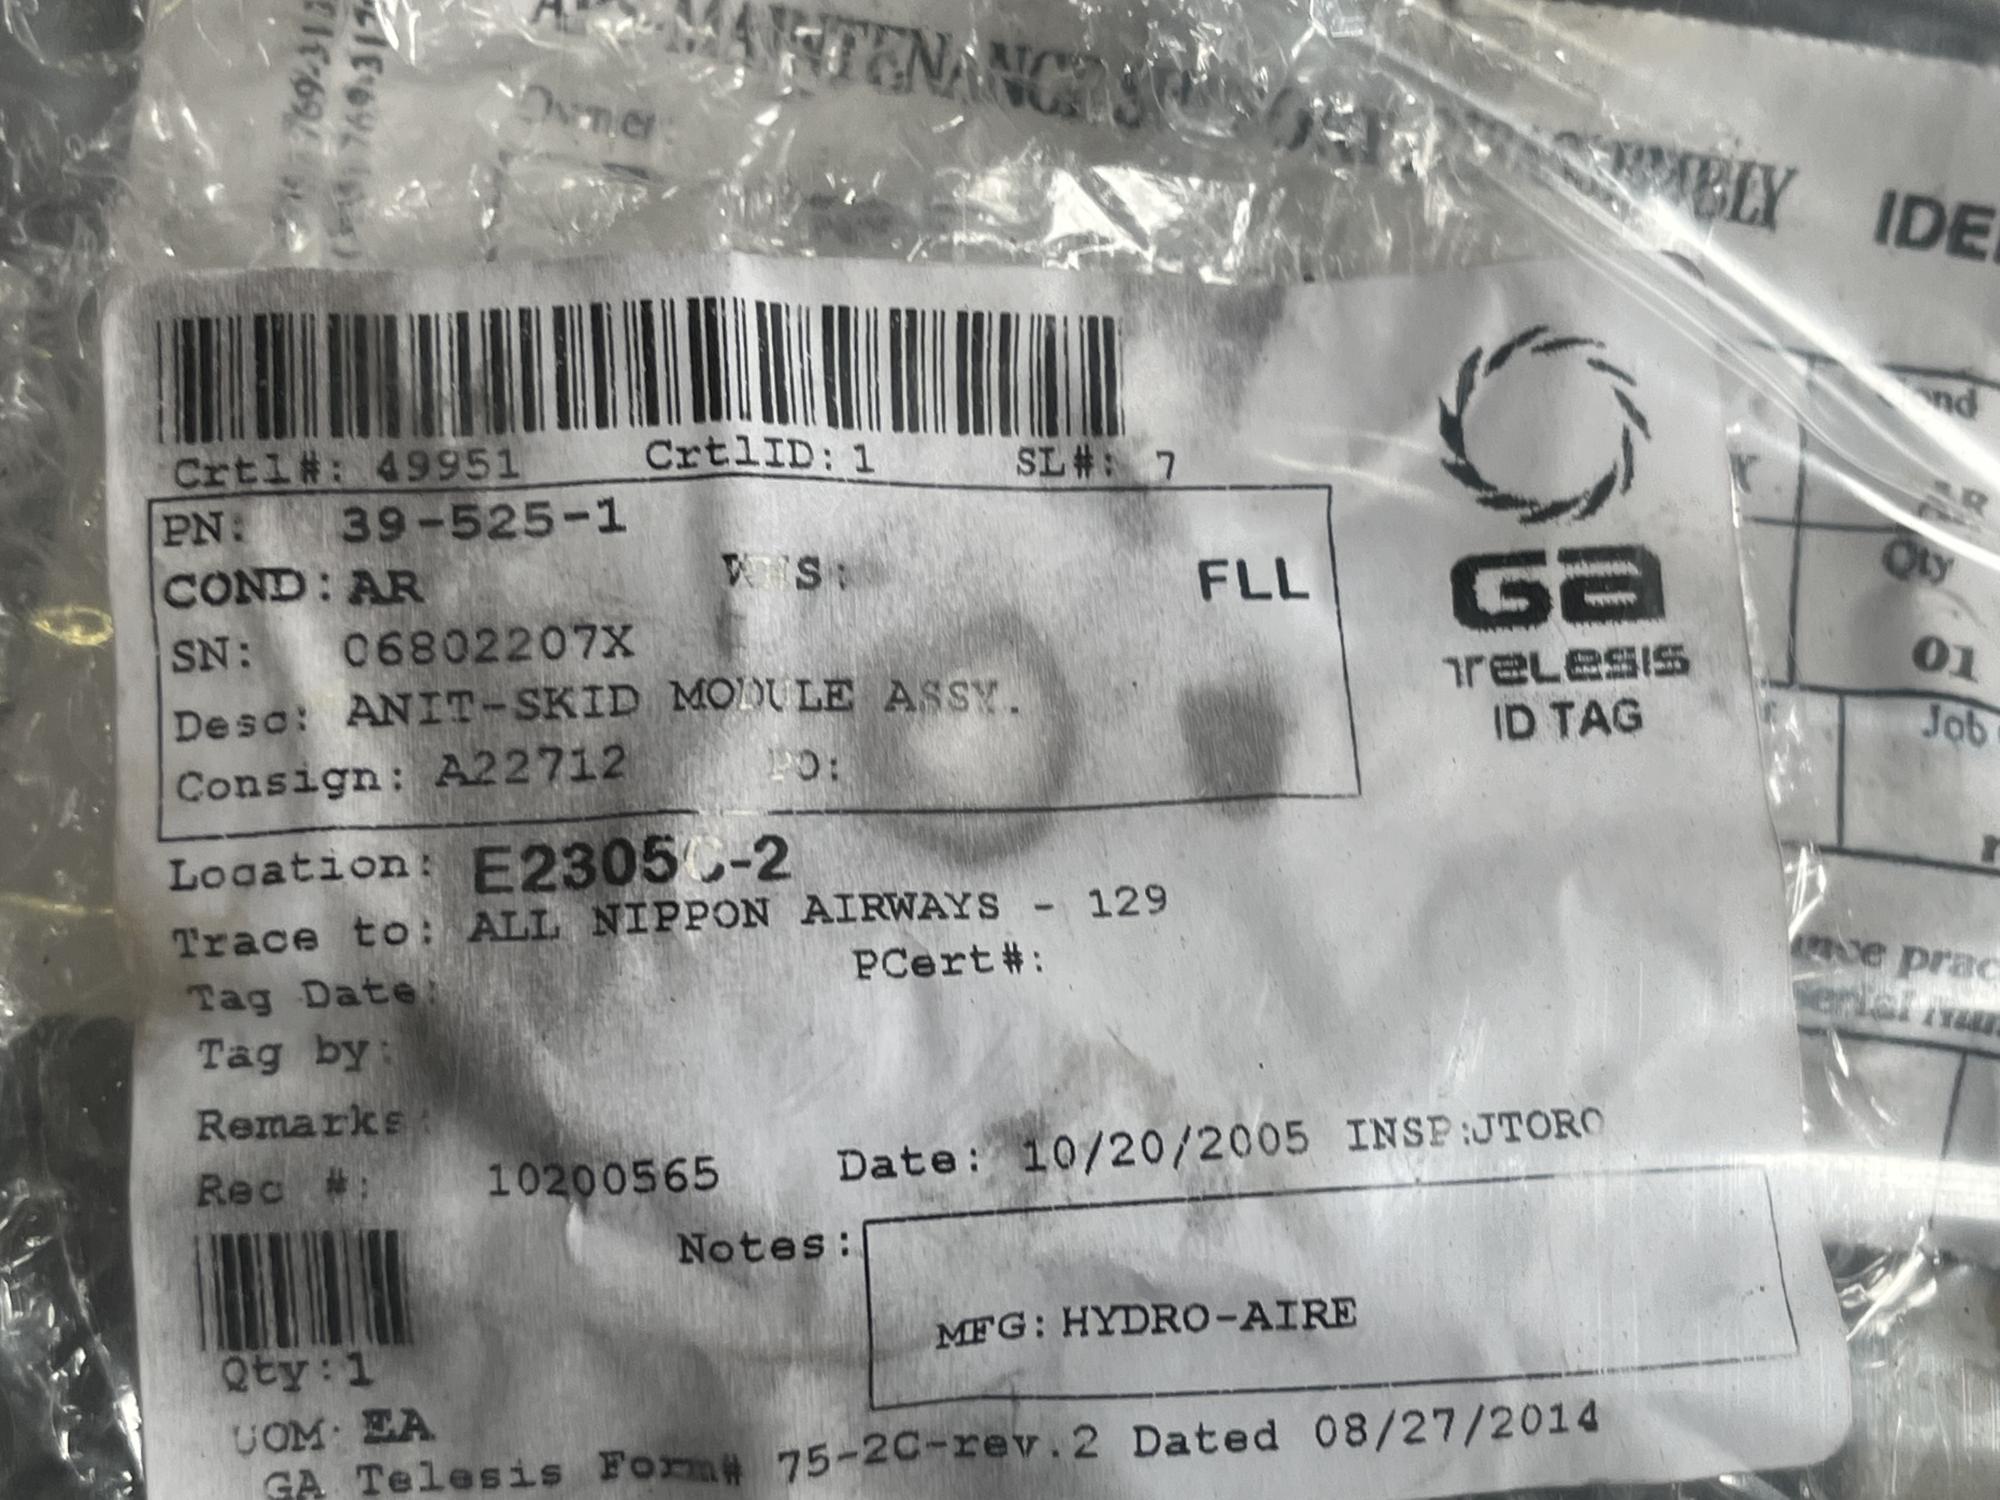 MAINTENANCE
Owner:
IDE
Crtl#: 49951 CrtlID: 1 SL#: 7
PN: 39-525-1
COND: AR S: FLL
SN: 06802207X
Desc: ANIT-SKID MODULE ASSY.
Consign: A22712 PO:
Location: E2305C-2
Trace to: ALL NIPPON AIRWAYS - 129
PCert#:
Tag Date:
Tag by:
Remarks:
Rec #: 10200565 Date: 10/20/2005 INSP:JTORO
Notes:
MFG: HYDRO-AIRE
Qty:1
UOM: EA
GA Telesis Form# 75-2C-rev.2 Dated 08/27/2014
Ga
TELESIS
ID TAG
AR
Qty
01
Job